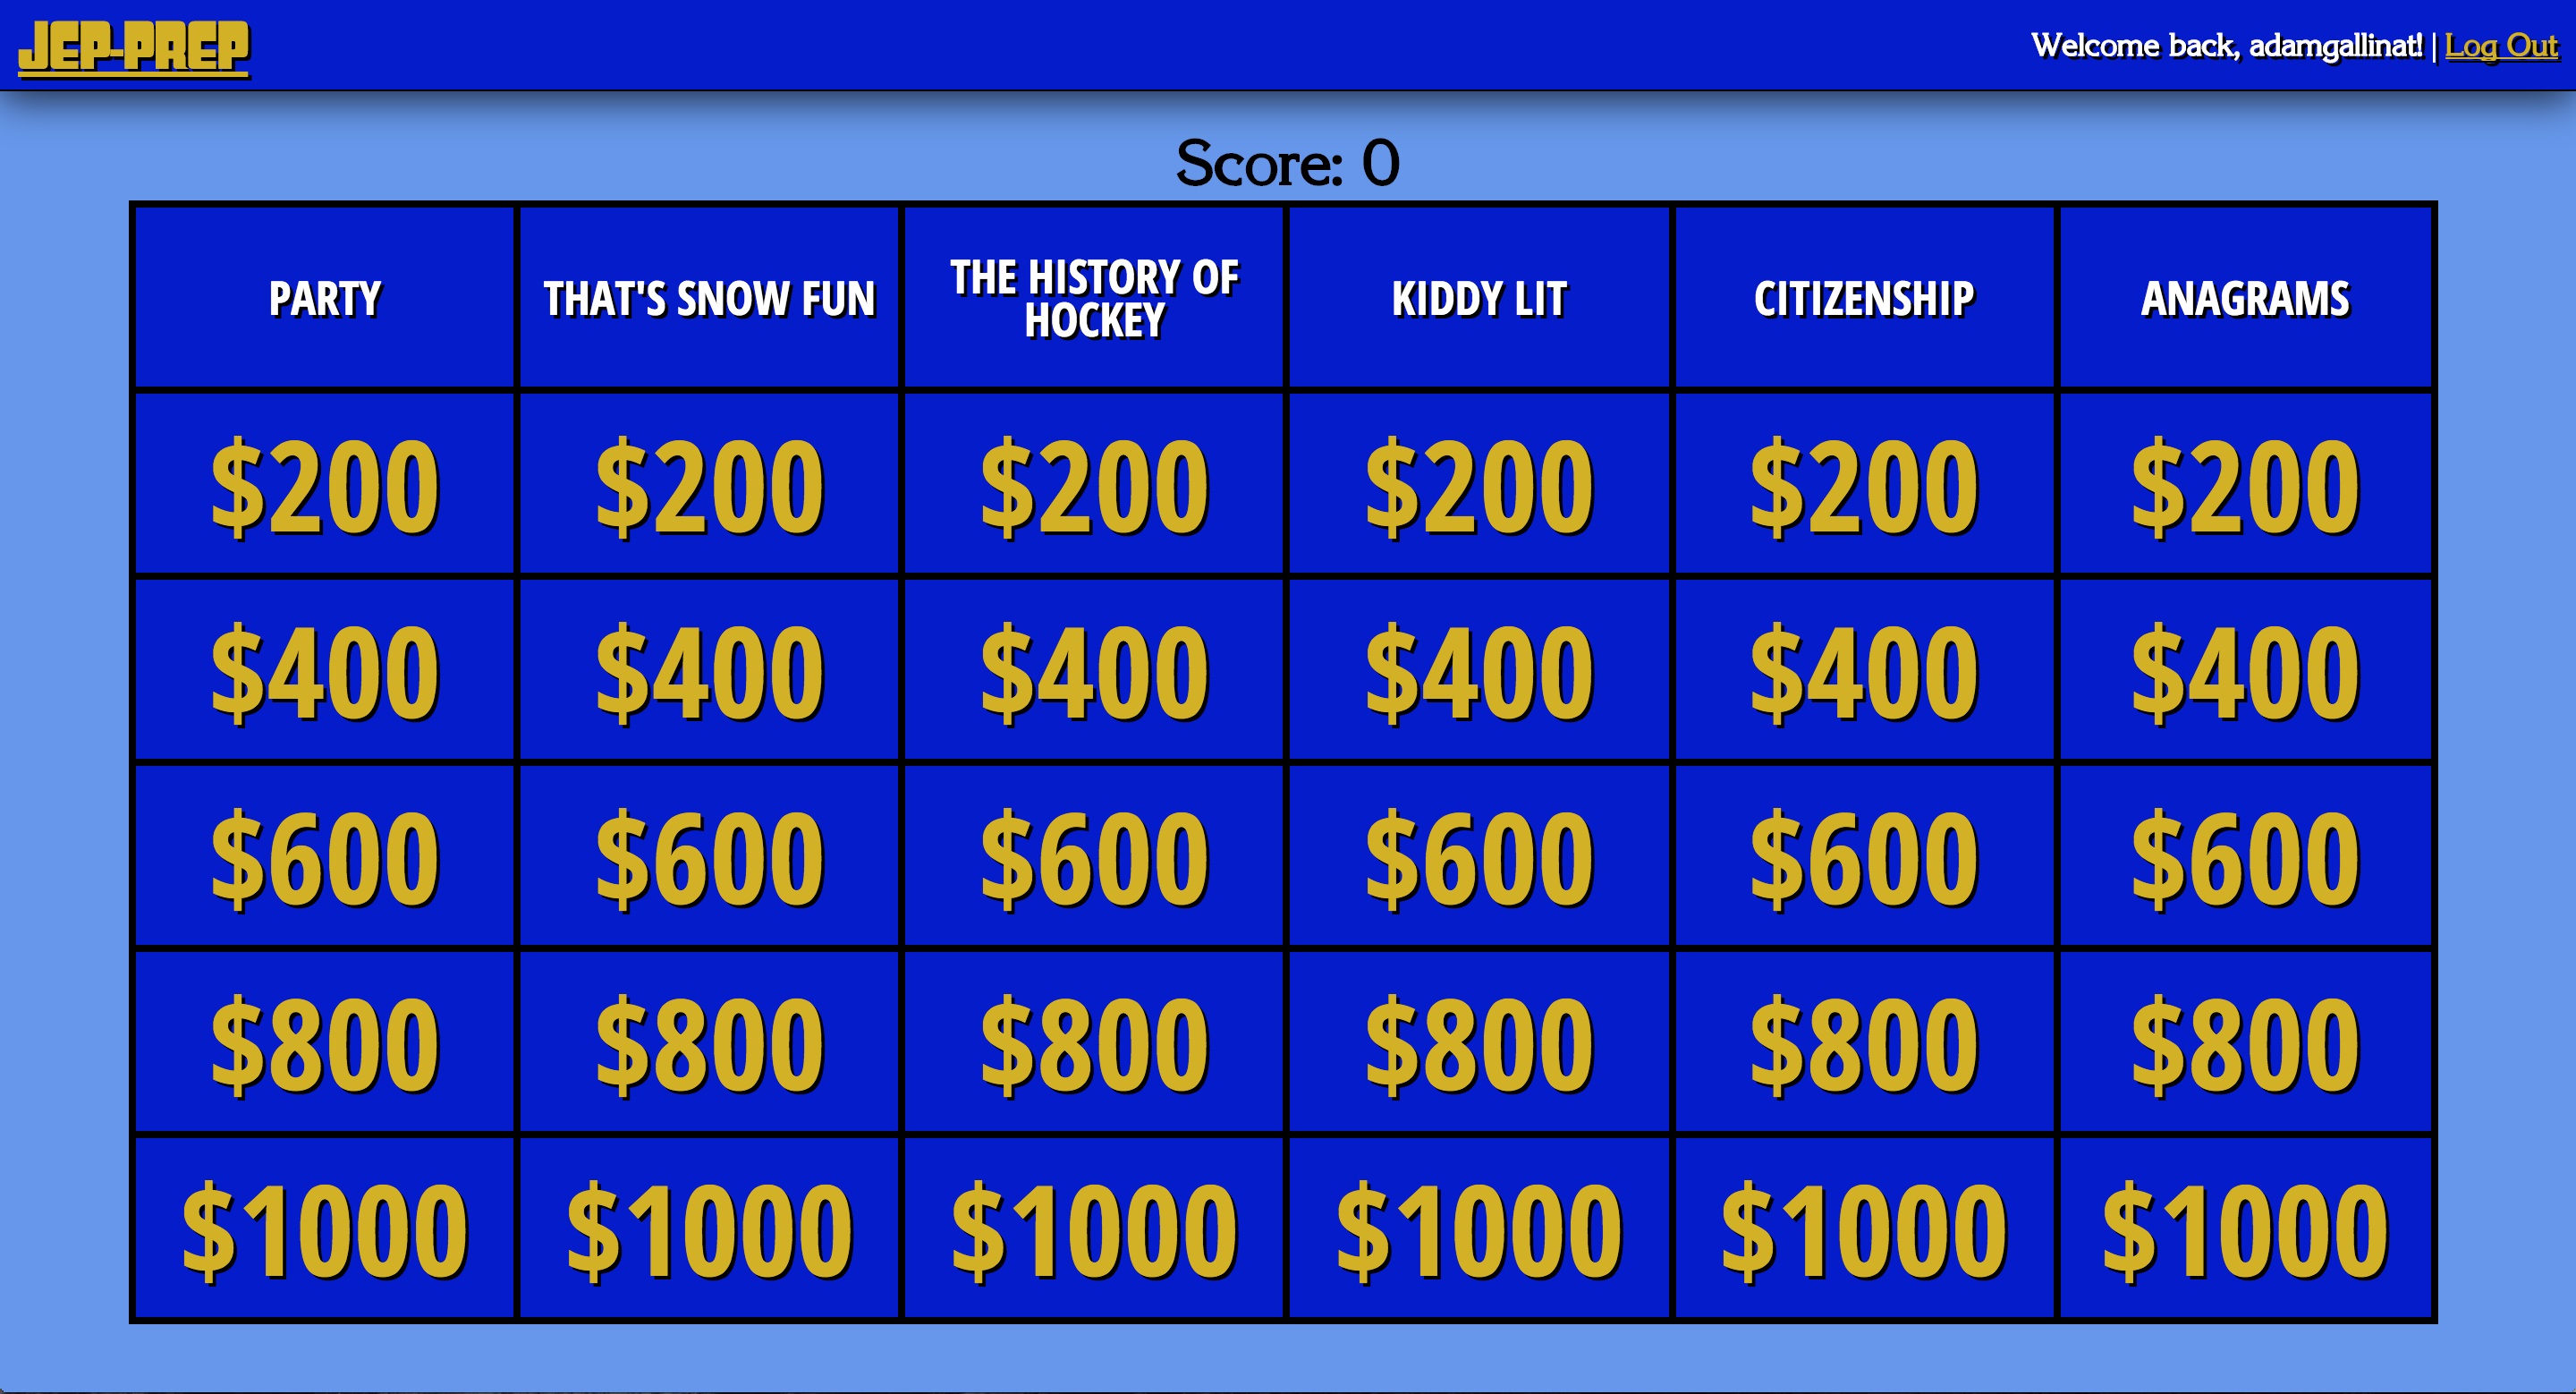 JEP-PREP
Welcome back, adamgallinat! | Log Out
Score: 0
PARTY
THAT'S SNOW FUN
THE HISTORY OF
HOCKEY
KIDDY LIT
CITIZENSHIP
ANAGRAMS
$200 $200 $200 $200 $200 $200
$400 $400 $400 $400 $400 $400
$600 $600 $600 $600 $600 $600
$800 $800 $800 $800 $800 $800
$1000 $1000 $1000 $1000 $1000 $1000